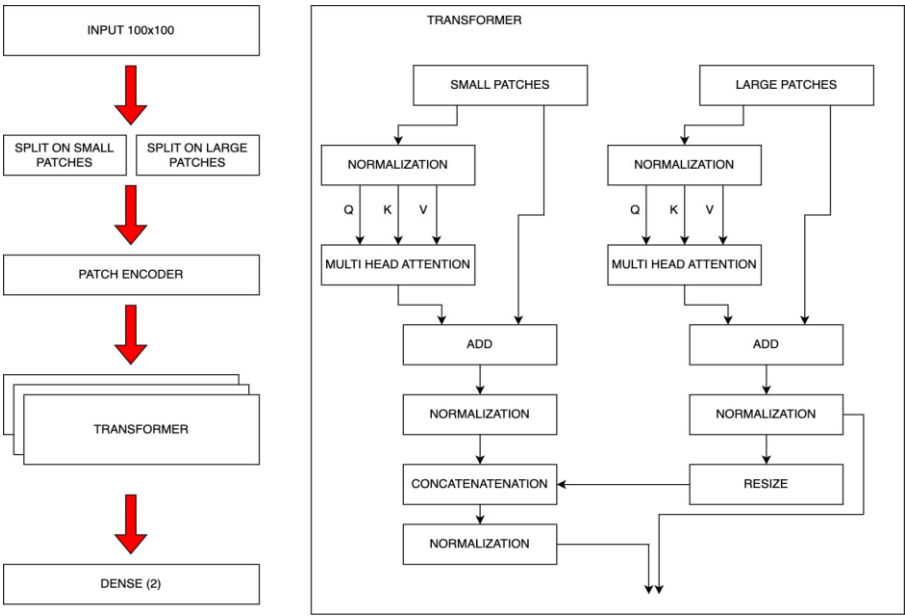 INPUT 100x100
SPLIT ON SMALL
PATCHES
SPLIT ON LARGE
PATCHES
PATCH ENCODER
TRANSFORMER
DENSE (2)
TRANSFORMER
SMALL PATCHES
LARGE PATCHES
NORMALIZATION
NORMALIZATION
Q K V
Q K V
MULTI HEAD ATTENTION
MULTI HEAD ATTENTION
ADD
ADD
NORMALIZATION
NORMALIZATION
CONCATENATENATION
RESIZE
NORMALIZATION